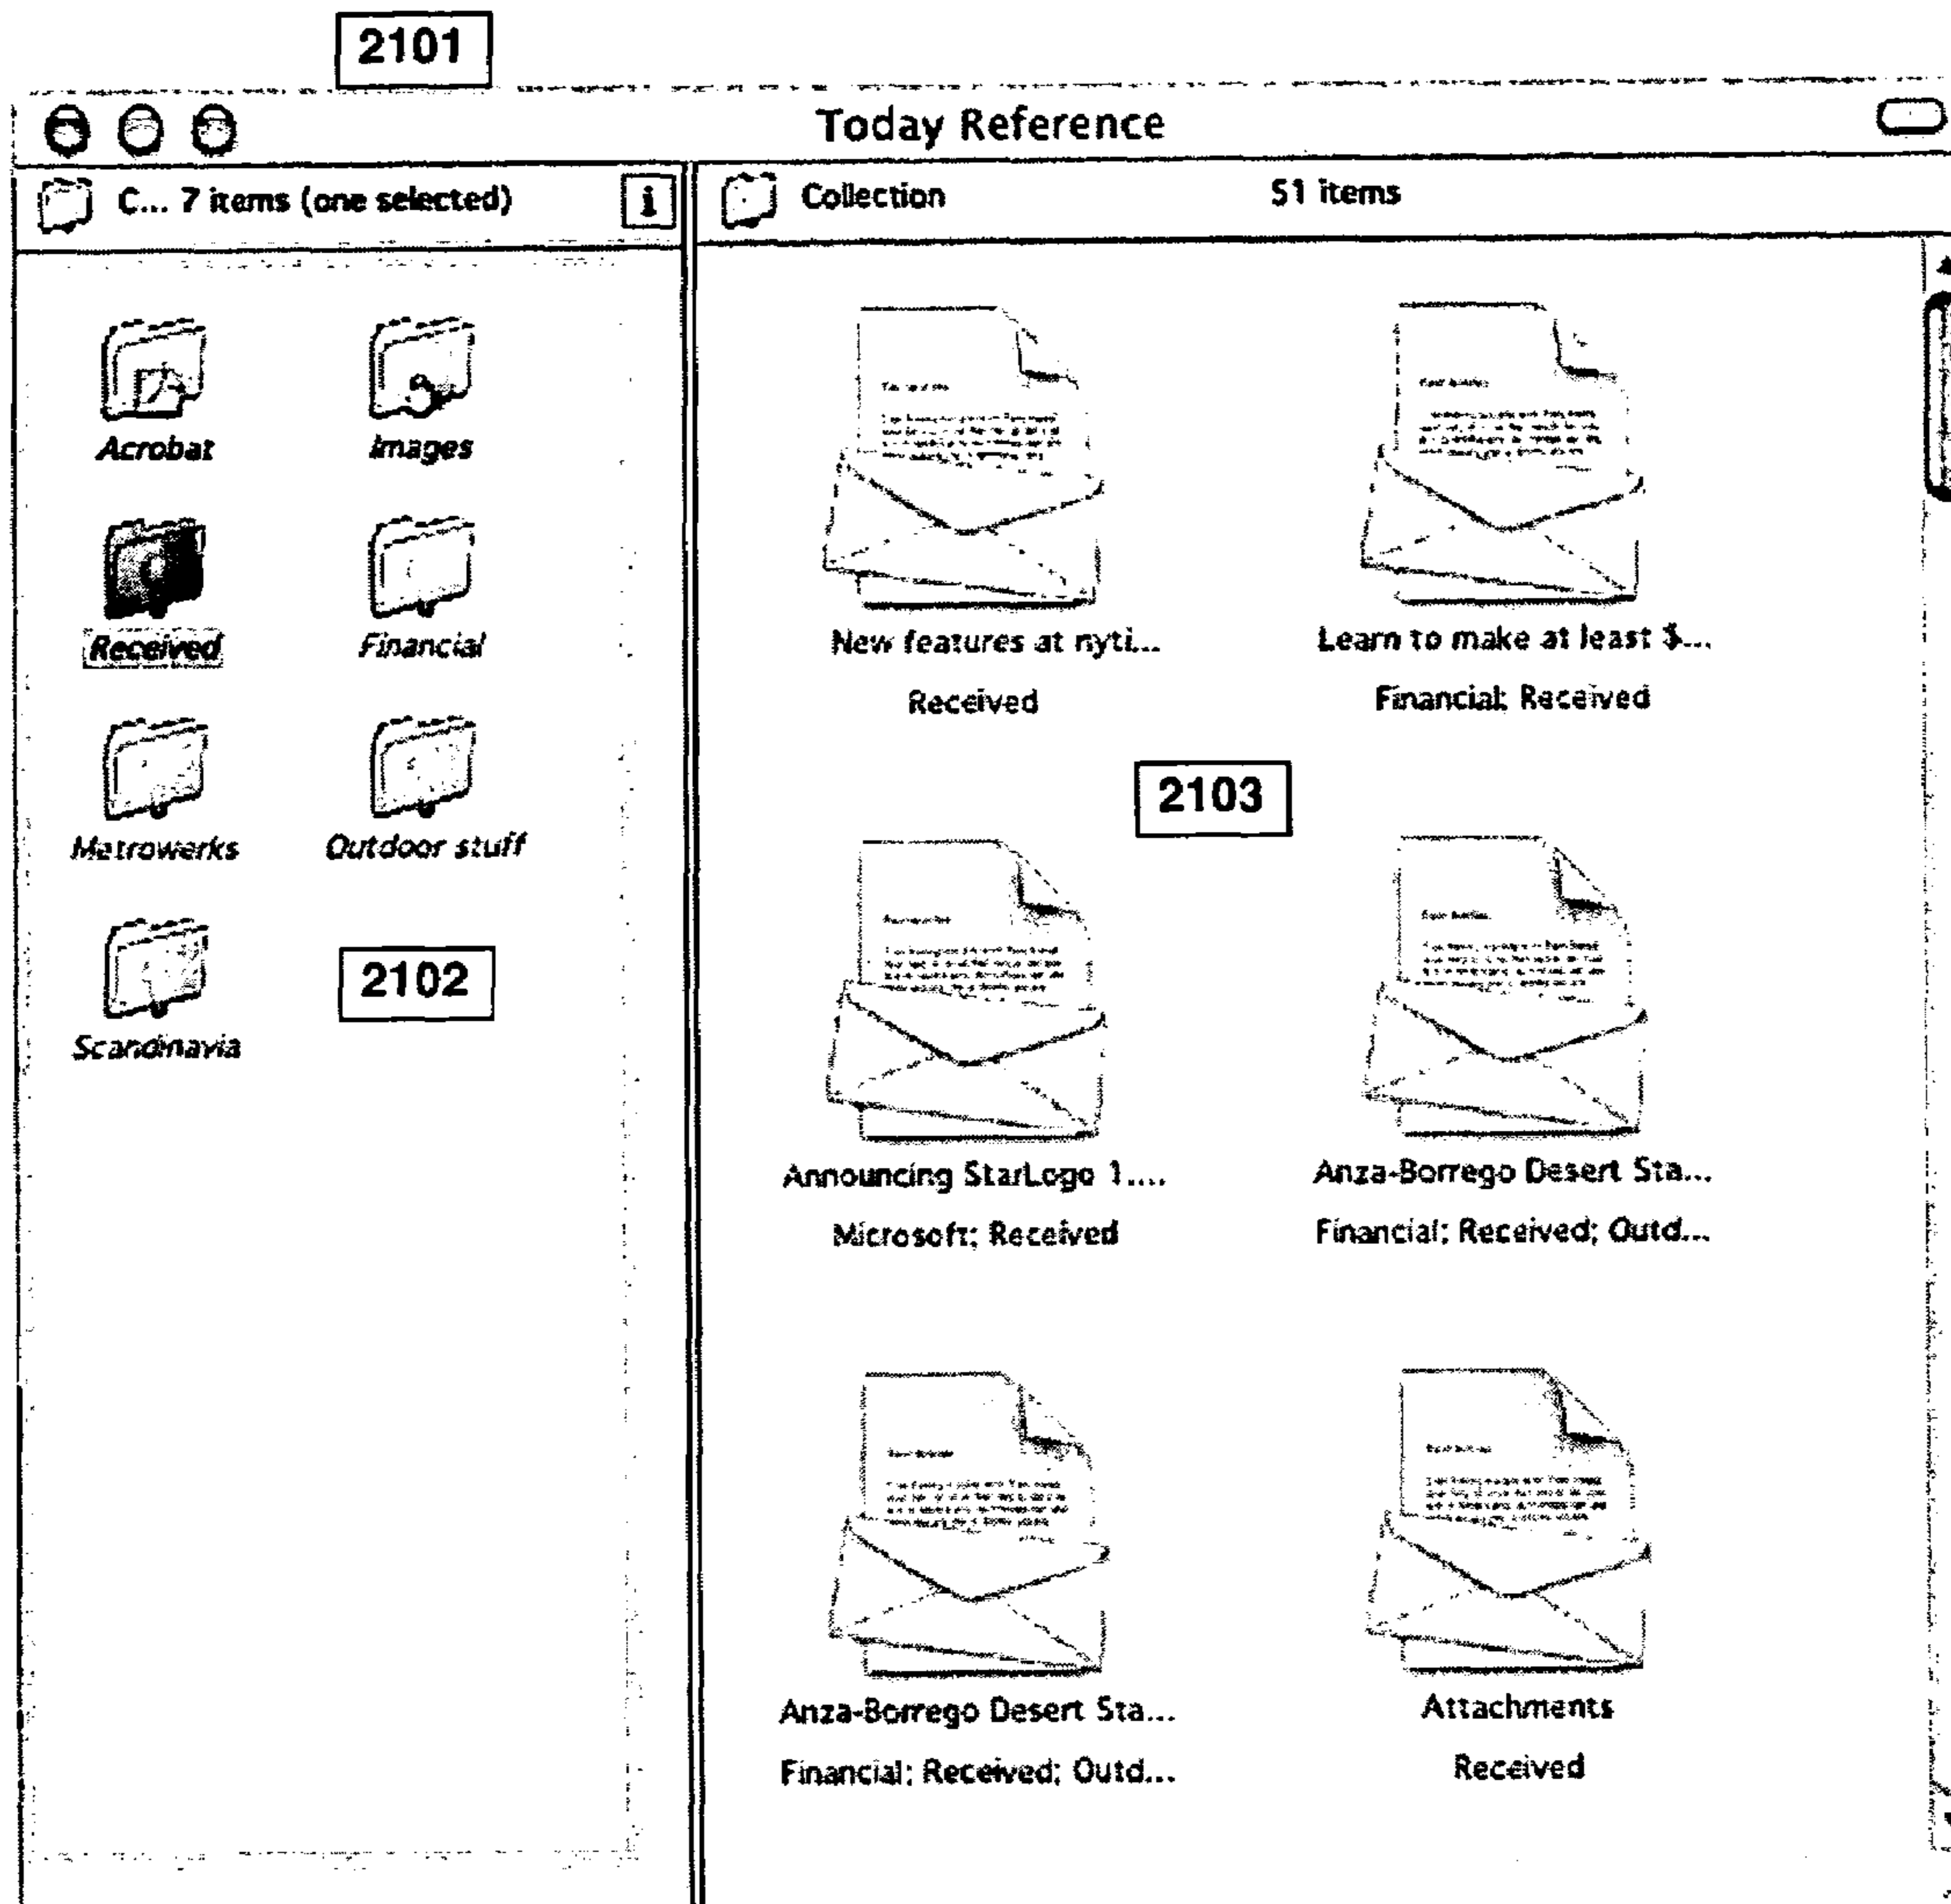 2101
Today Reference
C... 7 items (one selected)
i
Collection
51 items
Acrobat
Images
Received
Financial
Metrowerks
Outdoor stuff
Scandinavia
2102
New features at nyti...
Received
Learn to make at least $...
Financial; Received
2103
Announcing StarLogo 1....
Microsoft; Received
Anza-Borrego Desert Sta...
Financial; Received; Outd...
Anza-Borrego Desert Sta...
Financial; Received; Outd...
Attachments
Received